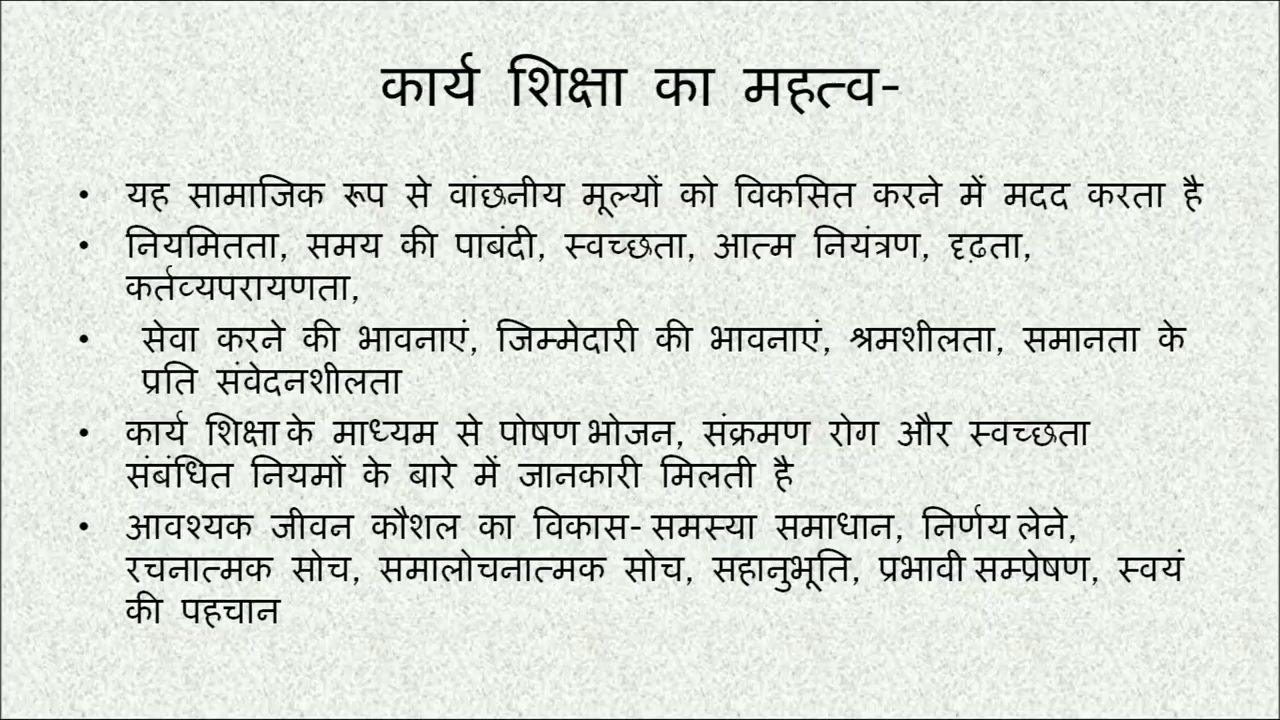 कार्य शिक्षा का महत्व-
• यह सामाजिक रूप से वांछनीय मूल्यों को विकसित करने में मदद करता है
• नियमितता, समय की पाबंदी, स्वच्छता, आत्म नियंत्रण, दृढ़ता,
कर्तव्यपरायणता,
• सेवा करने की भावनाएं, जिम्मेदारी की भावनाएं, श्रमशीलता, समानता के
प्रति संवेदनशीलता
• कार्य शिक्षा के माध्यम से पोषण भोजन, संक्रमण रोग और स्वच्छता
संबंधित नियमों के बारे में जानकारी मिलती है
• आवश्यक जीवन कौशल का विकास- समस्या समाधान, निर्णय लेने,
रचनात्मक सोच, समालोचनात्मक सोच, सहानुभूति, प्रभावी सम्प्रेषण, स्वयं
की पहचान